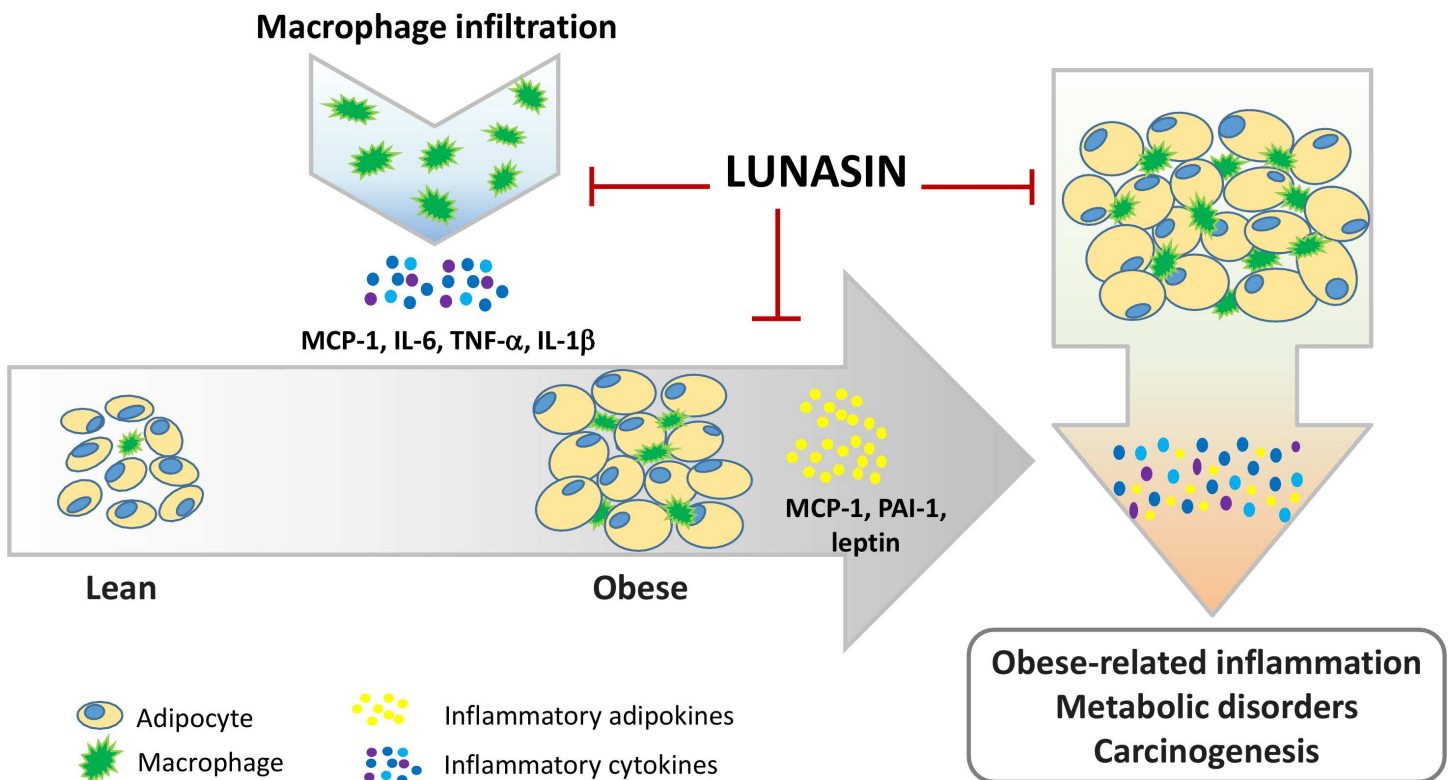 Macrophage infiltration
LUNASIN
MCP-1, IL-6, TNF-α, IL-1β
MCP-1, PAI-1,
leptin
Lean
Obese
Obese-related inflammation
Metabolic disorders
Carcinogenesis
Adipocyte
Inflammatory adipokines
Macrophage
Inflammatory cytokines